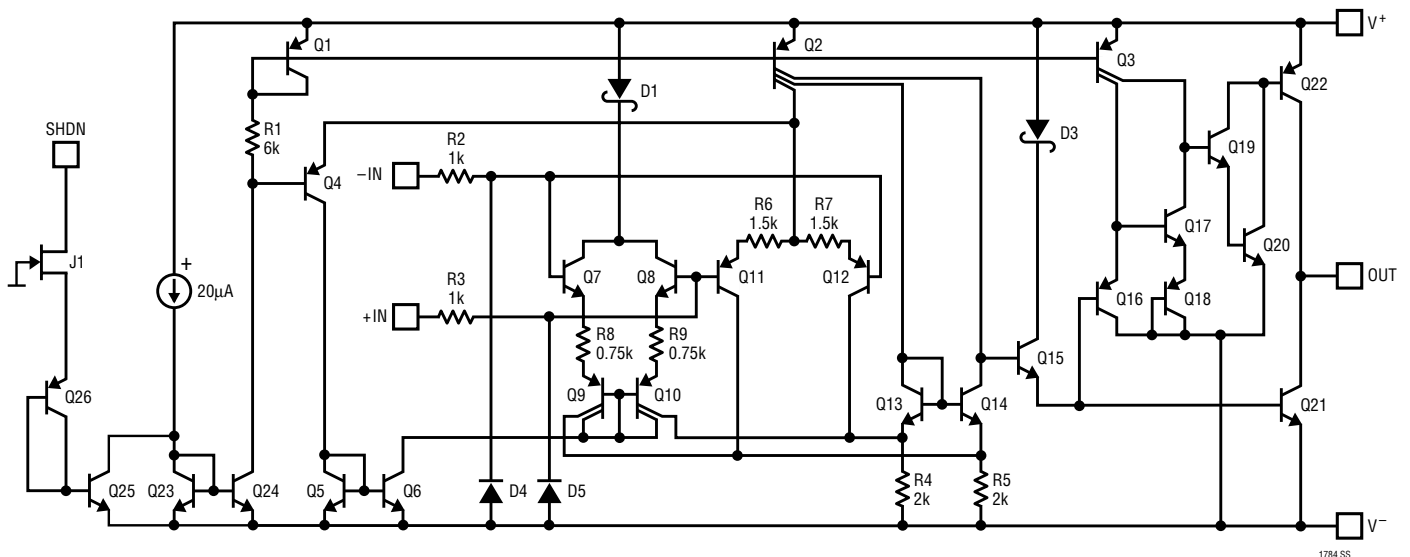 V+
Q1
Q2
Q3
Q22
D1
D3
R1
6k
SHDN
R2
1k
–IN
Q19
Q4
R6
1.5k
R7
1.5k
Q17
Q20
J1
Q7
Q8
Q11
Q12
OUT
+
20µA
R3
1k
+IN
Q16
Q18
R8
0.75k
R9
0.75k
Q15
Q26
Q9
Q10
Q13
Q14
Q21
Q25
Q23
Q24
Q5
Q6
D4
D5
R4
2k
R5
2k
V–
1784 SS